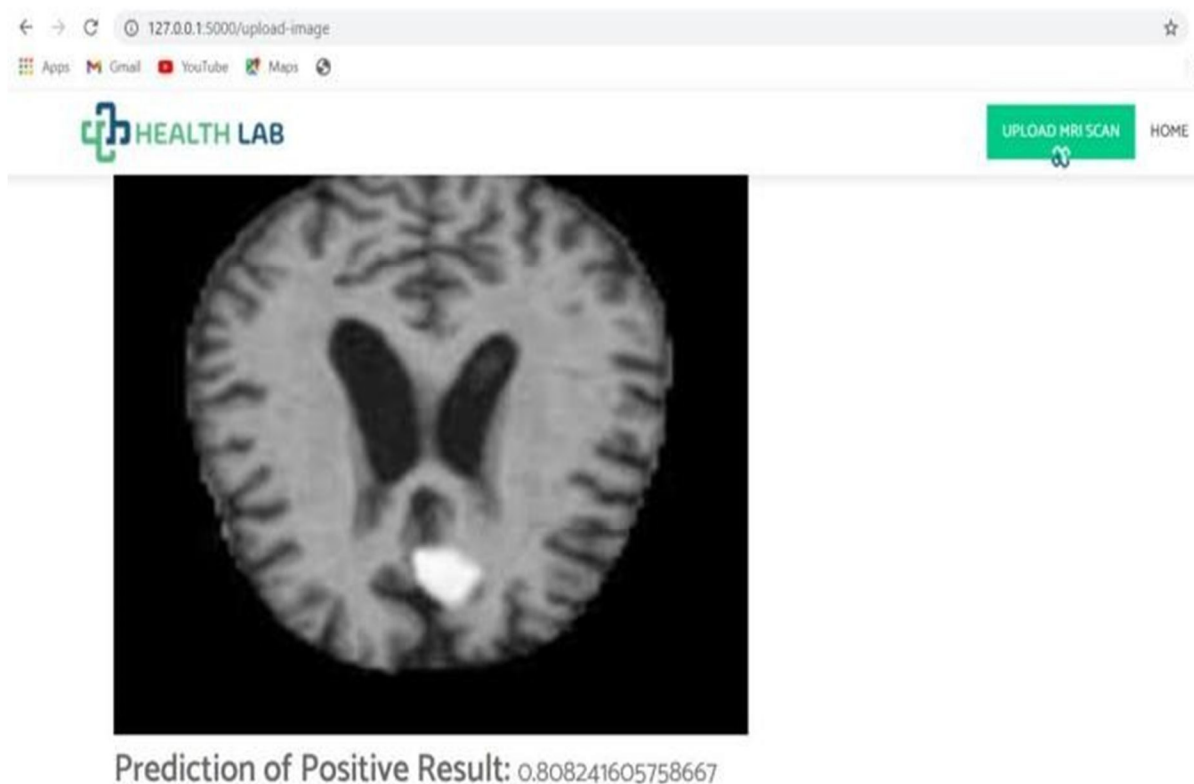 127.0.0.1:5000/upload-image
Apps Gmail YouTube Maps
HEALTH LAB
UPLOAD MRI SCAN HOME
Prediction of Positive Result: 0.808241605758667